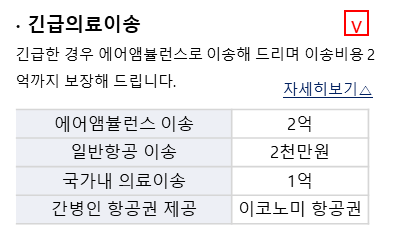 · 긴급의료이송 V
긴급한 경우 에어앰뷸런스로 이송해 드리며 이송비용 2
억까지 보장해 드립니다.
자세히보기△
에어앰뷸런스 이송 2억
일반항공 이송 2천만원
국가내 의료이송 1억
간병인 항공권 제공 이코노미 항공권